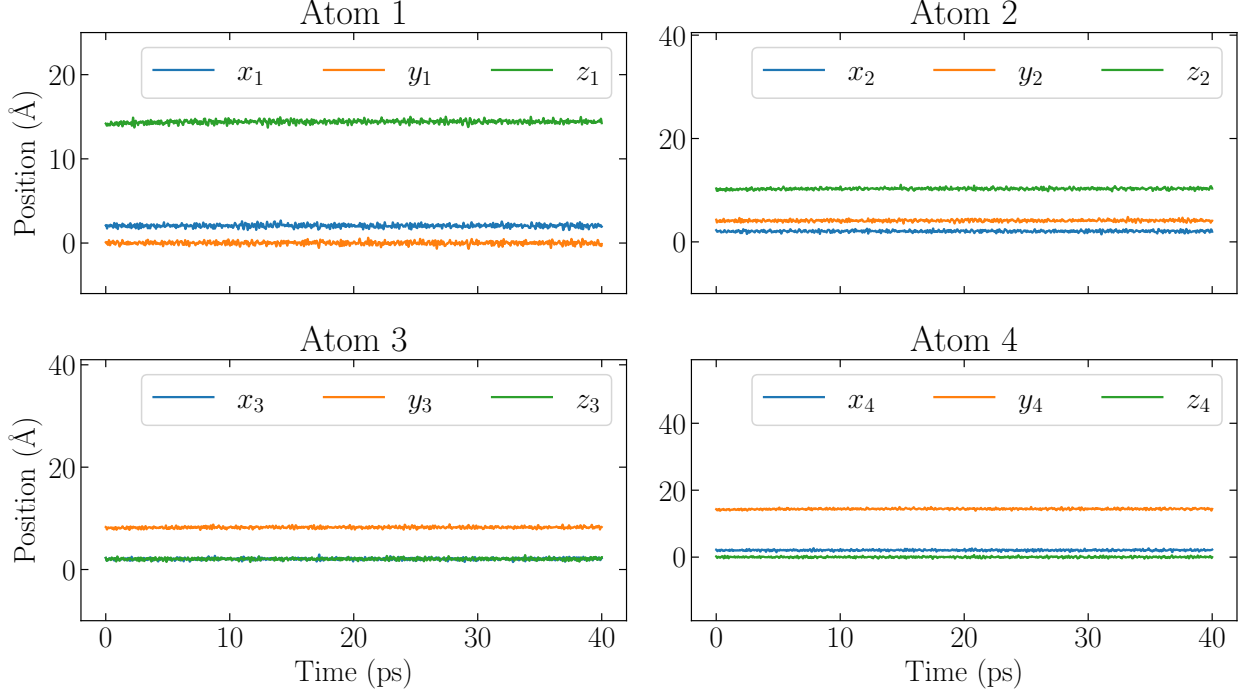 Atom 1
Atom 2
x₁ y₁ z₁
x₂ y₂ z₂
Position (Å)
20
10
0
40
20
0
Atom 3
Atom 4
x₃ y₃ z₃
x₄ y₄ z₄
Position (Å)
40
20
0
40
20
0
0 10 20 30 40
0 10 20 30 40
Time (ps)
Time (ps)